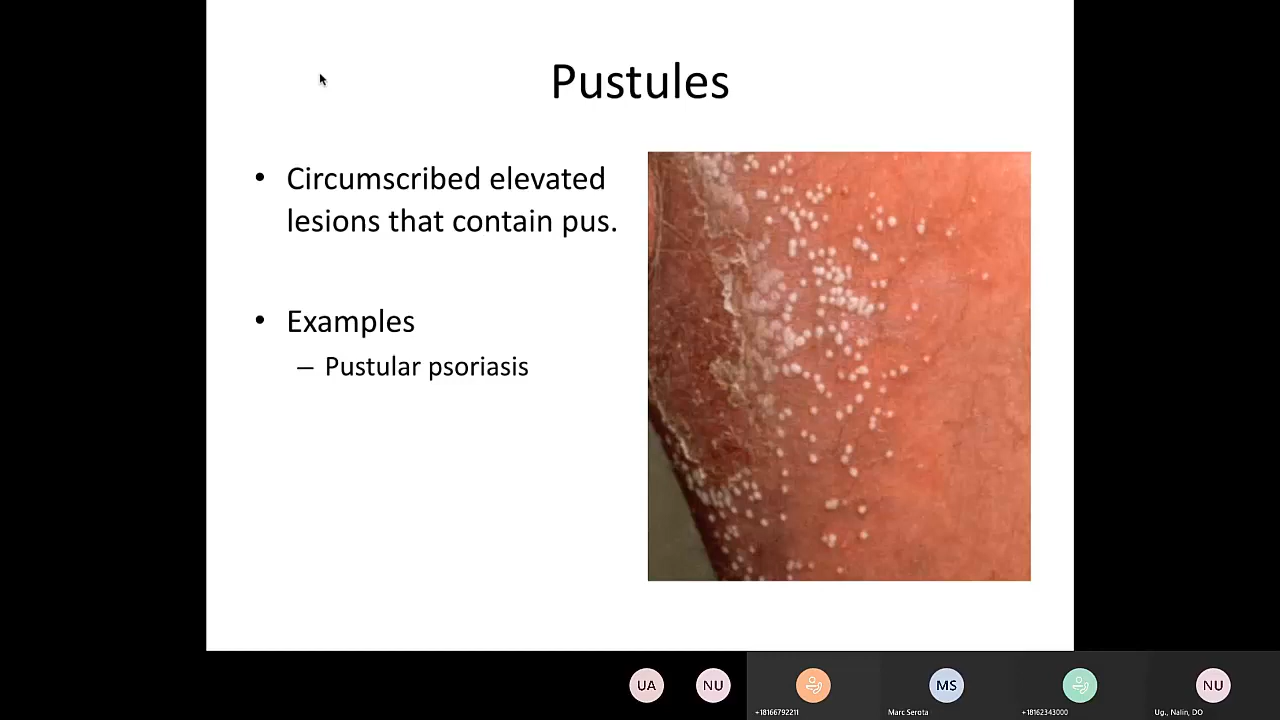 Pustules
• Circumscribed elevated
lesions that contain pus.
• Examples
– Pustular psoriasis
UA
NU
MS
NU
+18166792211
Marc Serota
+18162343000
Ug., Nalin, DO